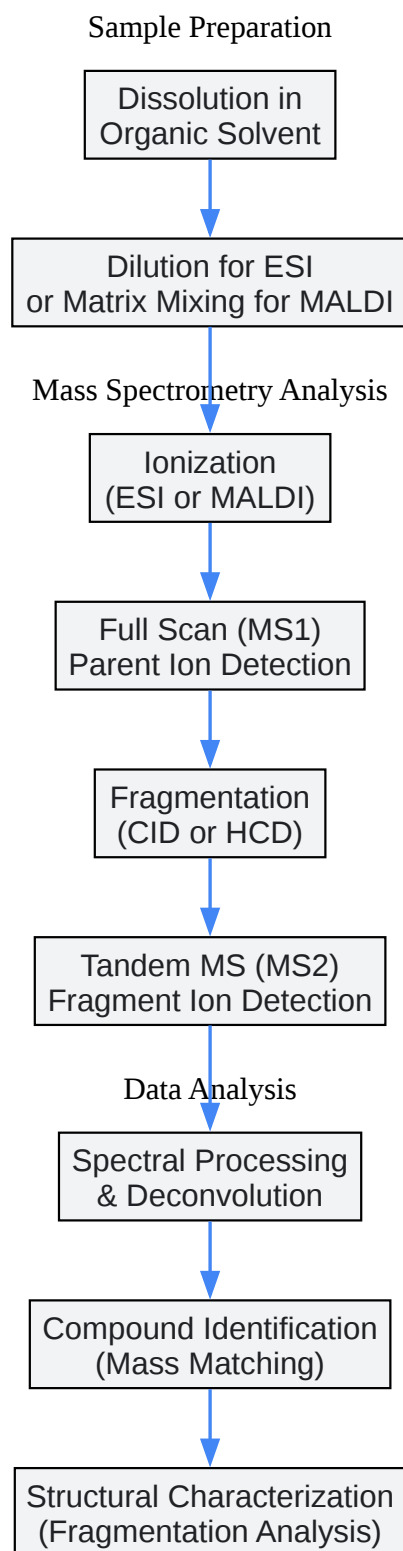 Sample Preparation
Dissolution in
Organic Solvent
Dilution for ESI
or Matrix Mixing for MALDI
Mass Spectrometry Analysis
Ionization
(ESI or MALDI)
Full Scan (MS1)
Parent Ion Detection
Fragmentation
(CID or HCD)
Tandem MS (MS2)
Fragment Ion Detection
Data Analysis
Spectral Processing
& Deconvolution
Compound Identification
(Mass Matching)
Structural Characterization
(Fragmentation Analysis)